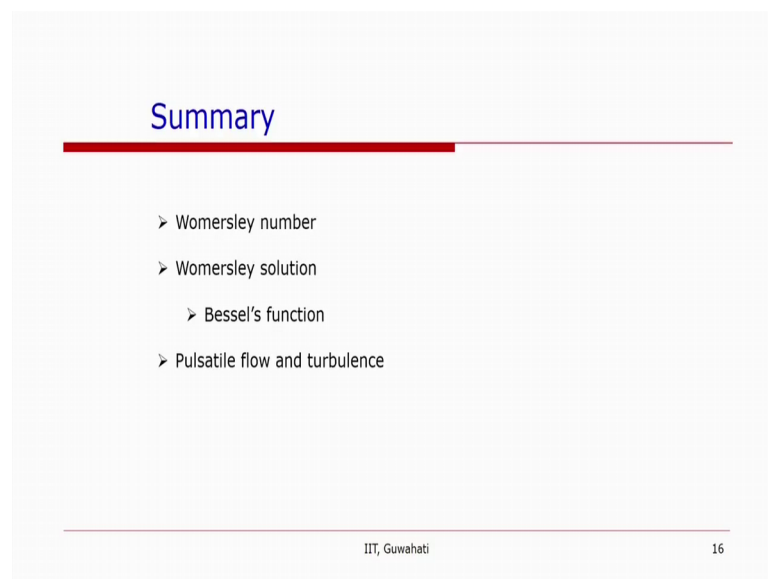 Summary
➢ Womersley number
➢ Womersley solution
➢ Bessel's function
➢ Pulsatile flow and turbulence
IIT, Guwahati 16